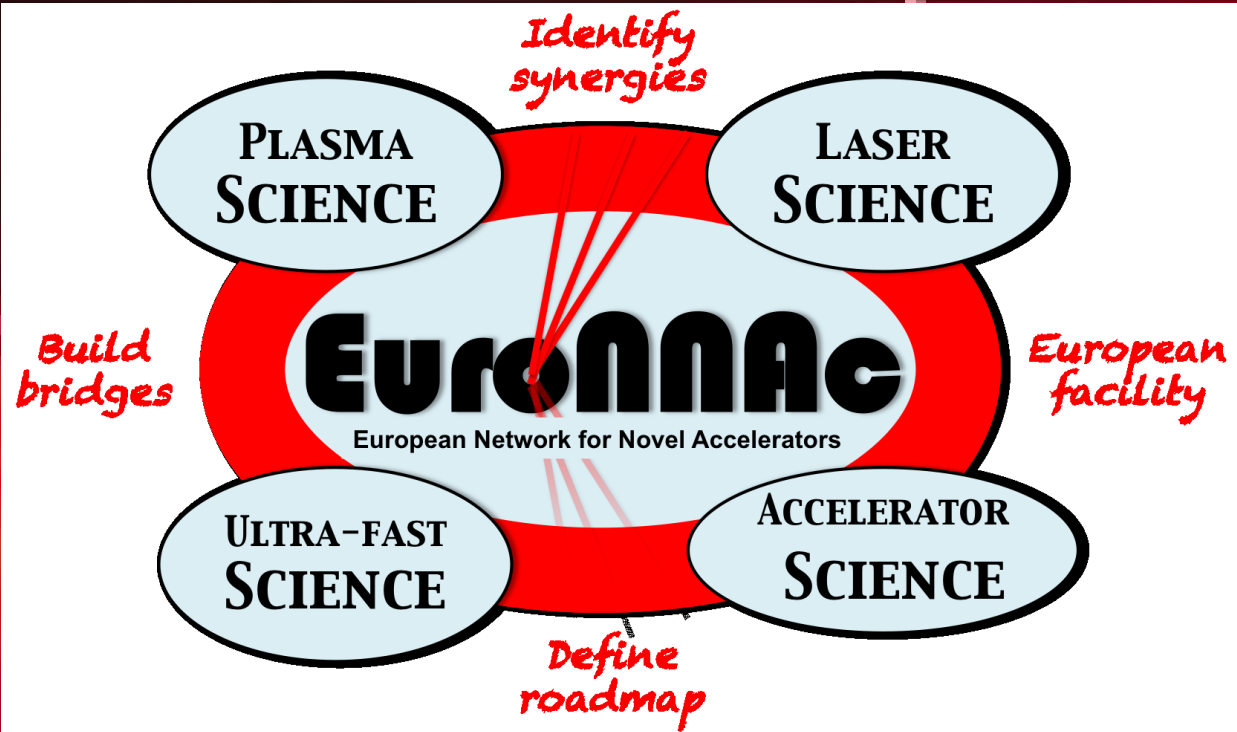 Identify
synergies
PLASMA
SCIENCE
LASER
SCIENCE
Build
bridges
EuroNNAc
European Network for Novel Accelerators
European
facility
ULTRA-FAST
SCIENCE
ACCELERATOR
SCIENCE
Define
roadmap